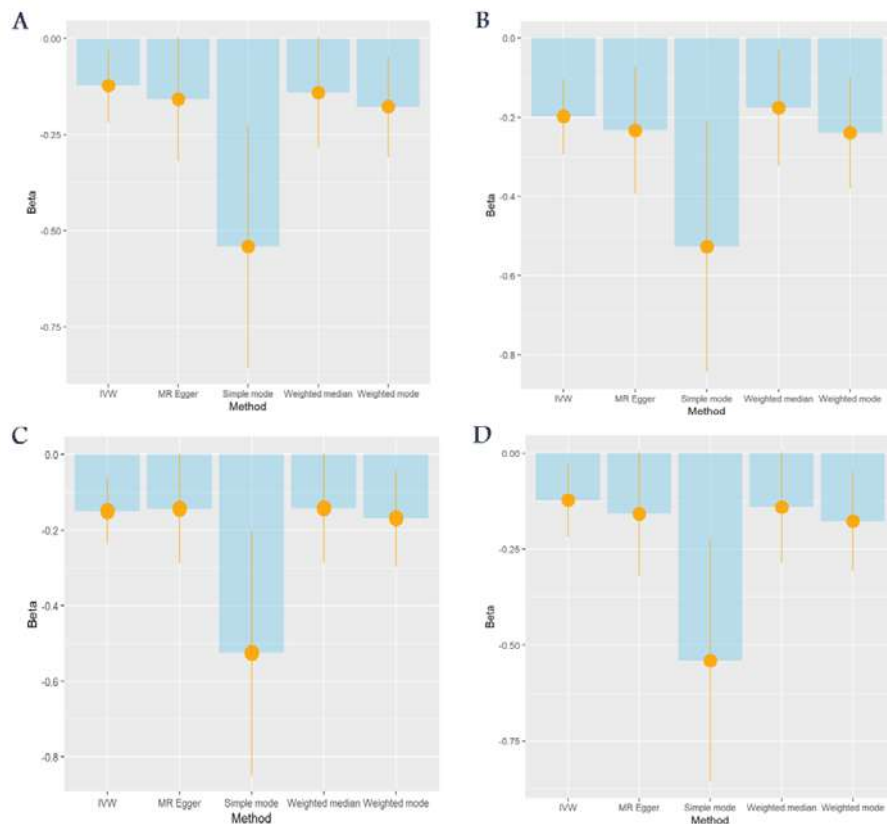 A
0.00
-0.25
-0.50
-0.75
Beta
IVW MR Egger Simple mode Weighted median Weighted mode
Method
B
0.0
-0.2
-0.4
-0.6
-0.8
Beta
IVW MR Egger Simple mode Weighted median Weighted mode
Method
C
0.0
-0.2
-0.4
-0.6
-0.8
Beta
IVW MR Egger Simple mode Weighted median Weighted mode
Method
D
0.00
-0.25
-0.50
-0.75
Beta
IVW MR Egger Simple mode Weighted median Weighted mode
Method